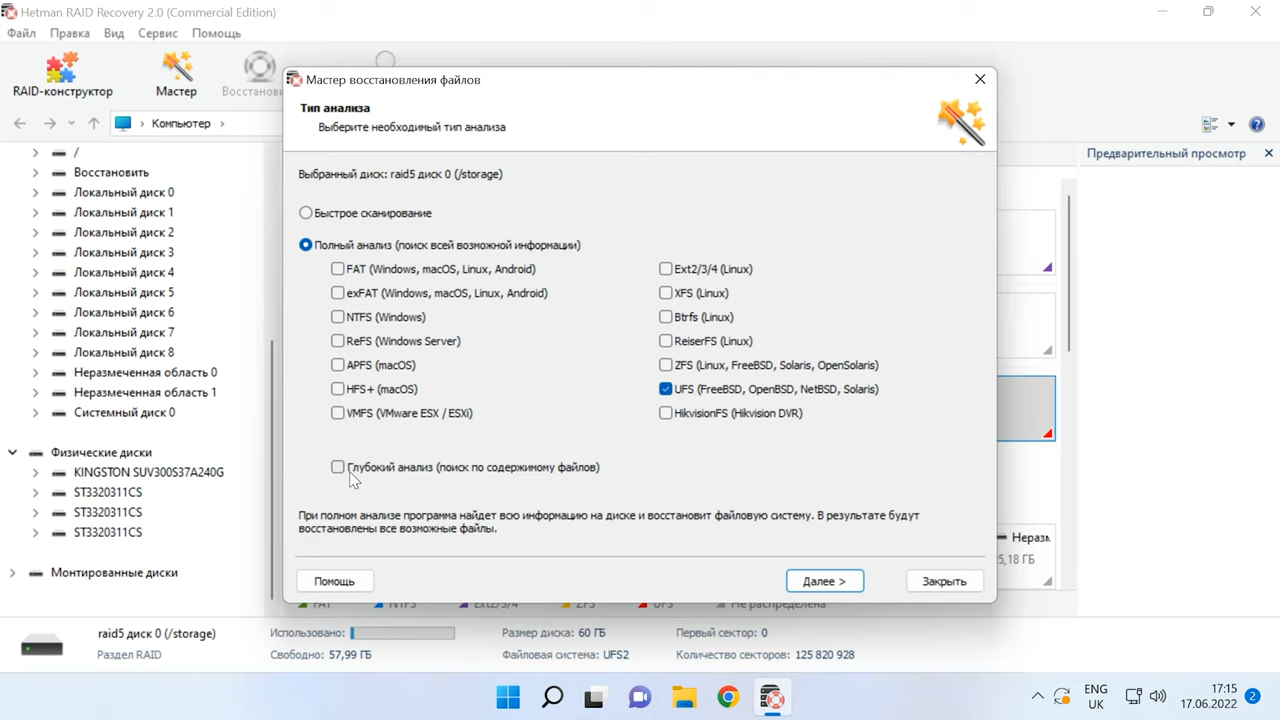 Hetman RAID Recovery 2.0 (Commercial Edition)
Файл Правка Вид Сервис Помощь
RAID-конструктор Мастер
Компьютер
/
Восстановить
Локальный диск 0
Локальный диск 1
Локальный диск 2
Локальный диск 3
Локальный диск 4
Локальный диск 5
Локальный диск 6
Локальный диск 7
Локальный диск 8
Неразмеченная область 0
Неразмеченная область 1
Системный диск 0
Физические диски
KINGSTON SUV300S37A240G
ST3320311CS
ST3320311CS
ST3320311CS
Монтированные диски
Мастер восстановления файлов
Тип анализа
Выберите необходимый тип анализа
Выбранный диск: raid5 диск 0 (/storage)
Быстрое сканирование
Полный анализ (поиск всей возможной информации)
FAT (Windows, macOS, Linux, Android)
exFAT (Windows, macOS, Linux, Android)
NTFS (Windows)
ReFS (Windows Server)
APFS (macOS)
HFS+ (macOS)
VMFS (VMware ESX / ESXi)
Ext2/3/4 (Linux)
XFS (Linux)
Btrfs (Linux)
ReiserFS (Linux)
ZFS (Linux, FreeBSD, Solaris, OpenSolaris)
UFS (FreeBSD, OpenBSD, NetBSD, Solaris)
HikvisionFS (Hikvision DVR)
Глубокий анализ (поиск по содержимому файлов)
При полном анализе программа найдет всю информацию на диске и восстановит файловую систему. В результате будут
восстановлены все возможные файлы.
Помощь Далее > Закрыть
Предварительный просмотр
FAT NTFS Ext2/3/4 ZFS UFS Не распределена
raid5 диск 0 (/storage)
Раздел RAID
Использовано:
Свободно: 57,99 ГБ
Размер диска: 60 ГБ
Файловая система: UFS2
Первый сектор: 0
Количество секторов: 125 820 928
ENG
UK
17:15
17.06.2022
2